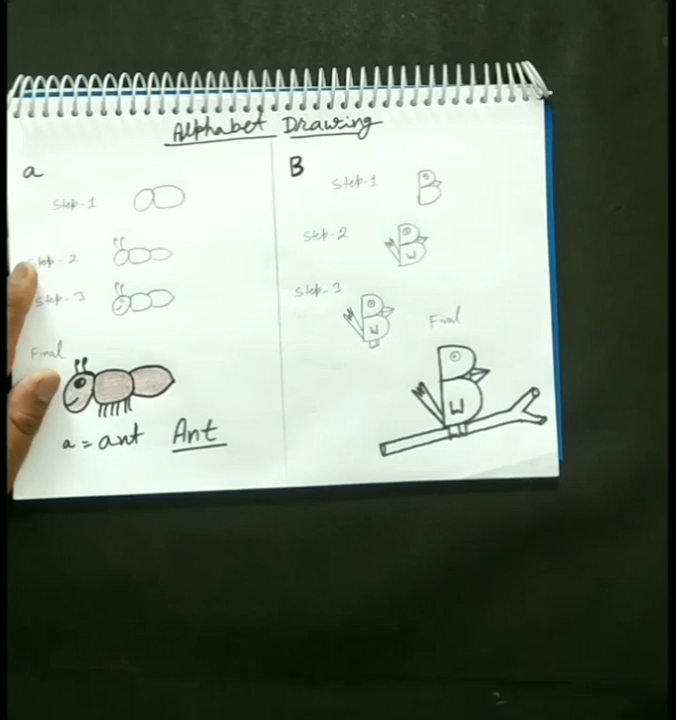 Alphabet Drawing
a
Step-1
Step-2
Step-3
Final
a = ant Ant
B
Step-1
Step-2
Step-3
Final